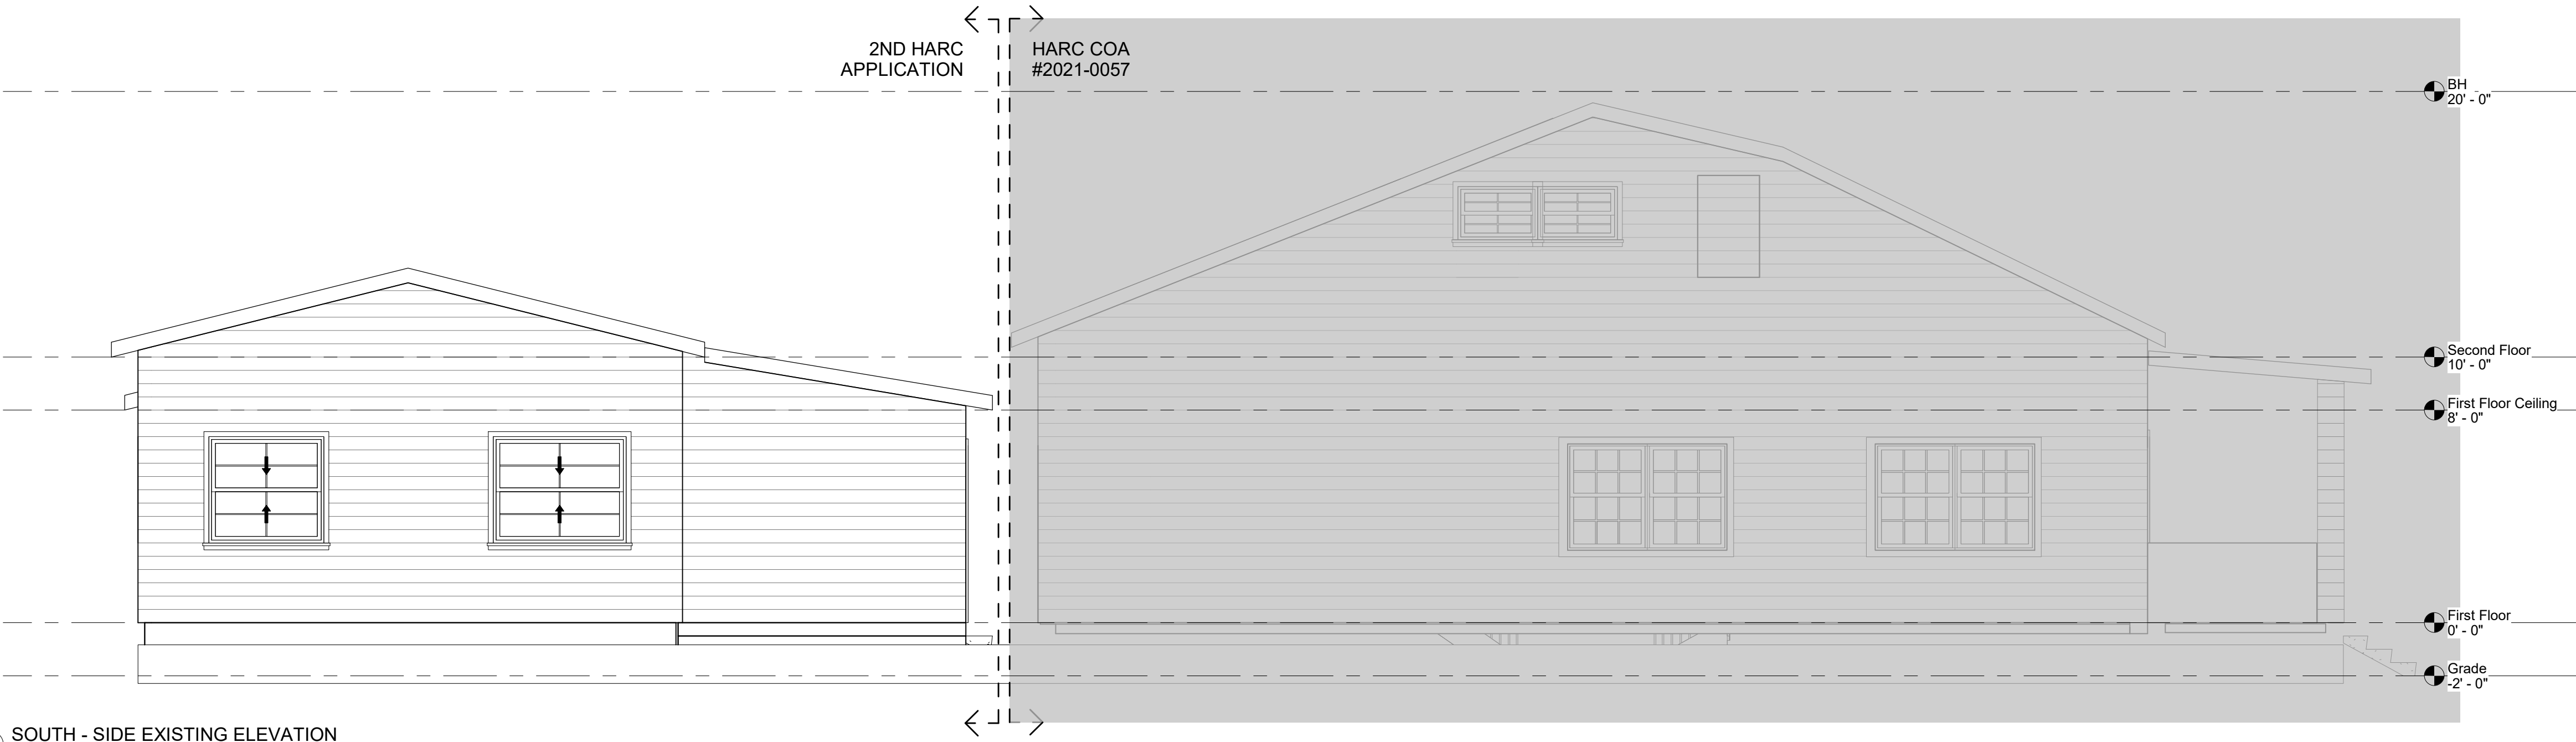 2ND HARC
APPLICATION
HARC COA
#2021-0057
BH
20' - 0"
Second Floor
10' - 0"
First Floor Ceiling
8' - 0"
First Floor
0' - 0"
Grade
-2' - 0"
SOUTH - SIDE EXISTING ELEVATION